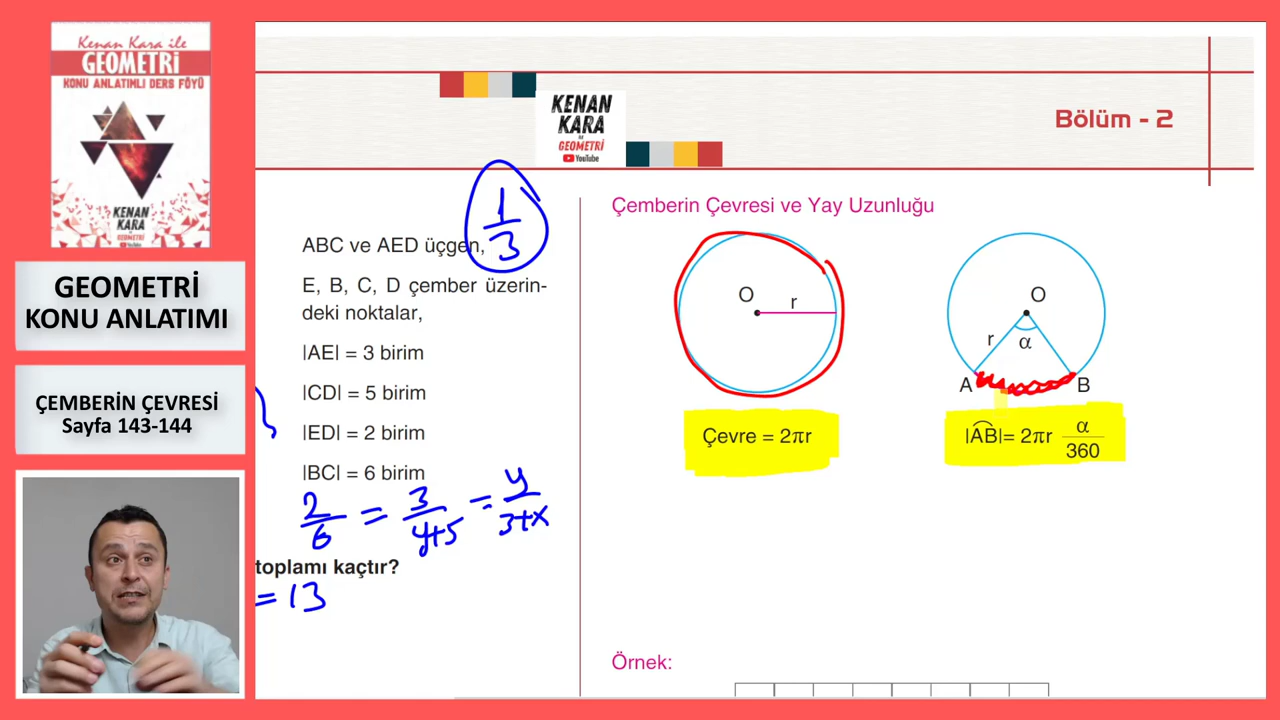 Kenan Kara ile
GEOMETRİ
KONU ANLATIMLI DERS FÖYÜ
KENAN
KARA
ile
GEOMETRİ
YouTube
GEOMETRİ
KONU ANLATIMI
ÇEMBERİN ÇEVRESİ
Sayfa 143-144
KENAN
KARA
ile
GEOMETRİ
YouTube
Bölüm - 2
1/3
ABC ve AED üçgen,
E, B, C, D çember üzerin-
deki noktalar,
|AE| = 3 birim
|CD| = 5 birim
|ED| = 2 birim
|BC| = 6 birim
2/6 = 3/y+5 = y/3+x
toplamı kaçtır?
= 13
Çemberin Çevresi ve Yay Uzunluğu
O
r
Çevre = 2πr
O
r
α
A
B
|AB| = 2πr α/360
Örnek: